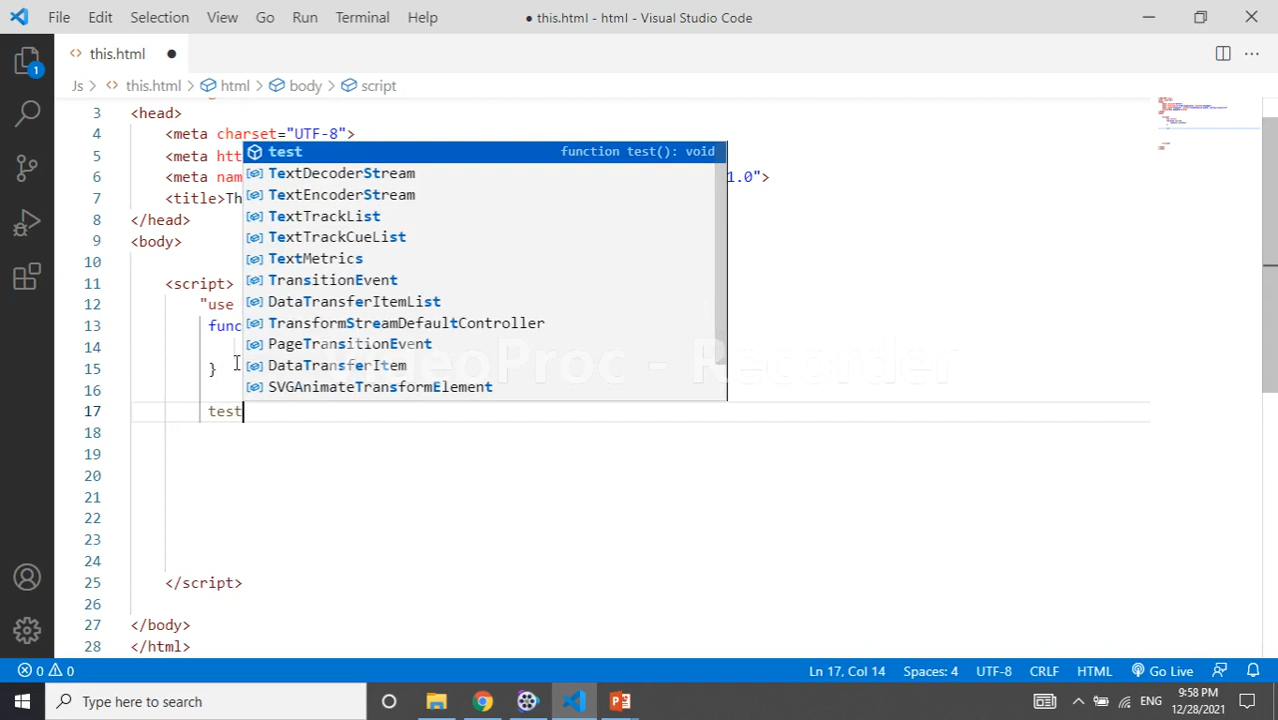 File Edit Selection View Go Run Terminal Help ● this.html - html - Visual Studio Code
this.html ●
Js > this.html > html > body > script
3 <head>
4 <meta charset="UTF-8">
5 <meta htt
6 <meta nam 1.0">
7 <title>Th
8 </head>
9 <body>
10
11 <script>
12 "use
13 func
14
15 }
16
17 test
18
19
20
21
22
23
24
25 </script>
26
27 </body>
28 </html>
test function test(): void
TextDecoderStream
TextEncoderStream
TextTrackList
TextTrackCueList
TextMetrics
TransitionEvent
DataTransferItemList
TransformStreamDefaultController
PageTransitionEvent
DataTransferItem
SVGAnimateTransformElement
VideoProc - Recorder
1
0 0 Ln 17, Col 14 Spaces: 4 UTF-8 CRLF HTML Go Live
Type here to search ENG 9:58 PM
12/28/2021